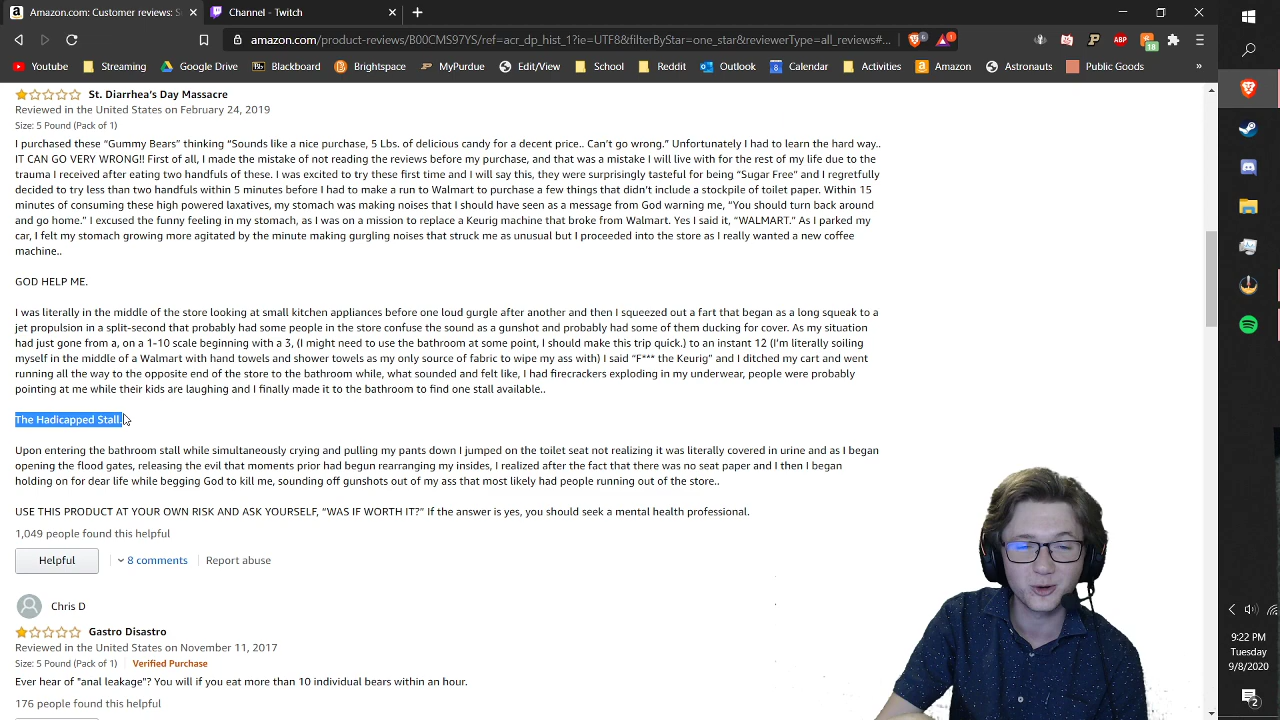 Amazon.com: Customer reviews: S
Channel - Twitch
amazon.com/product-reviews/B00CMS97YS/ref=acr_dp_hist_1?ie=UTF8&filterByStar=one_star&reviewerType=all_reviews#...
6
1
ABP
18
Youtube
Streaming
Google Drive
Bb Blackboard
Brightspace
myPurdue
Edit/View
School
Reddit
Outlook
Calendar
Activities
Amazon
Astronauts
Public Goods
»
St. Diarrhea's Day Massacre
Reviewed in the United States on February 24, 2019
Size: 5 Pound (Pack of 1)
I purchased these “Gummy Bears” thinking “Sounds like a nice purchase, 5 Lbs. of delicious candy for a decent price.. Can’t go wrong.” Unfortunately I had to learn the hard way..
IT CAN GO VERY WRONG!! First of all, I made the mistake of not reading the reviews before my purchase, and that was a mistake I will live with for the rest of my life due to the
trauma I received after eating two handfuls of these. I was excited to try these first time and I will say this, they were surprisingly tasteful for being “Sugar Free” and I regretfully
decided to try less than two handfuls within 5 minutes before I had to make a run to Walmart to purchase a few things that didn’t include a stockpile of toilet paper. Within 15
minutes of consuming these high powered laxatives, my stomach was making noises that I should have seen as a message from God warning me, “You should turn back around
and go home.” I excused the funny feeling in my stomach, as I was on a mission to replace a Keurig machine that broke from Walmart. Yes I said it, “WALMART.” As I parked my
car, I felt my stomach growing more agitated by the minute making gurgling noises that struck me as unusual but I proceeded into the store as I really wanted a new coffee
machine..
GOD HELP ME.
I was literally in the middle of the store looking at small kitchen appliances before one loud gurgle after another and then I squeezed out a fart that began as a long squeak to a
jet propulsion in a split-second that probably had some people in the store confuse the sound as a gunshot and probably had some of them ducking for cover. As my situation
had just gone from a, on a 1-10 scale beginning with a 3, (I might need to use the bathroom at some point, I should make this trip quick.) to an instant 12 (I’m literally soiling
myself in the middle of a Walmart with hand towels and shower towels as my only source of fabric to wipe my ass with) I said “F*** the Keurig” and I ditched my cart and went
running all the way to the opposite end of the store to the bathroom while, what sounded and felt like, I had firecrackers exploding in my underwear, people were probably
pointing at me while their kids are laughing and I finally made it to the bathroom to find one stall available..
The Hadicapped Stall.
Upon entering the bathroom stall while simultaneously crying and pulling my pants down I jumped on the toilet seat not realizing it was literally covered in urine and as I began
opening the flood gates, releasing the evil that moments prior had begun rearranging my insides, I realized after the fact that there was no seat paper and I then I began
holding on for dear life while begging God to kill me, sounding off gunshots out of my ass that most likely had people running out of the store..
USE THIS PRODUCT AT YOUR OWN RISK AND ASK YOURSELF, “WAS IF WORTH IT?” If the answer is yes, you should seek a mental health professional.
1,049 people found this helpful
Helpful
8 comments
Report abuse
Chris D
Gastro Disastro
Reviewed in the United States on November 11, 2017
Size: 5 Pound (Pack of 1)
Verified Purchase
Ever hear of "anal leakage"? You will if you eat more than 10 individual bears within an hour.
176 people found this helpful
9:22 PM
Tuesday
9/8/2020
2